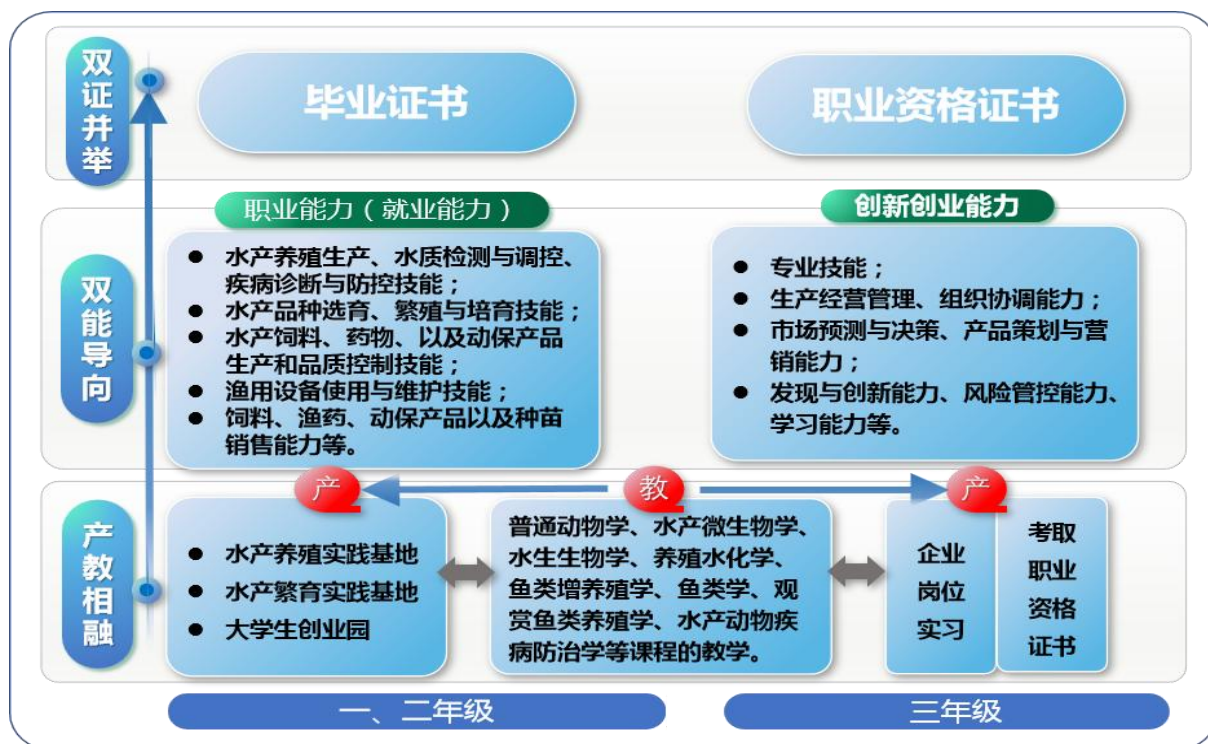 双证并举
毕业证书
职业资格证书
双能导向
职业能力（就业能力）
● 水产养殖生产、水质检测与调控、
疾病诊断与防控技能；
● 水产品种选育、繁殖与培育技能；
● 水产饲料、药物、以及动保产品
生产和品质控制技能；
● 渔用设备使用与维护技能；
● 饲料、渔药、动保产品以及种苗
销售能力等。
创新创业能力
● 专业技能；
● 生产经营管理、组织协调能力；
● 市场预测与决策、产品策划与营
销能力；
● 发现与创新能力、风险管控能力、
学习能力等。
产教相融
产
教
产
● 水产养殖实践基地
● 水产繁育实践基地
● 大学生创业园
普通动物学、水产微生物学、
水生生物学、养殖水化学、
鱼类增养殖学、鱼类学、观
赏鱼类养殖学、水产动物疾
病防治学等课程的教学。
企业
岗位
实习
考取
职业
资格
证书
一、二年级
三年级